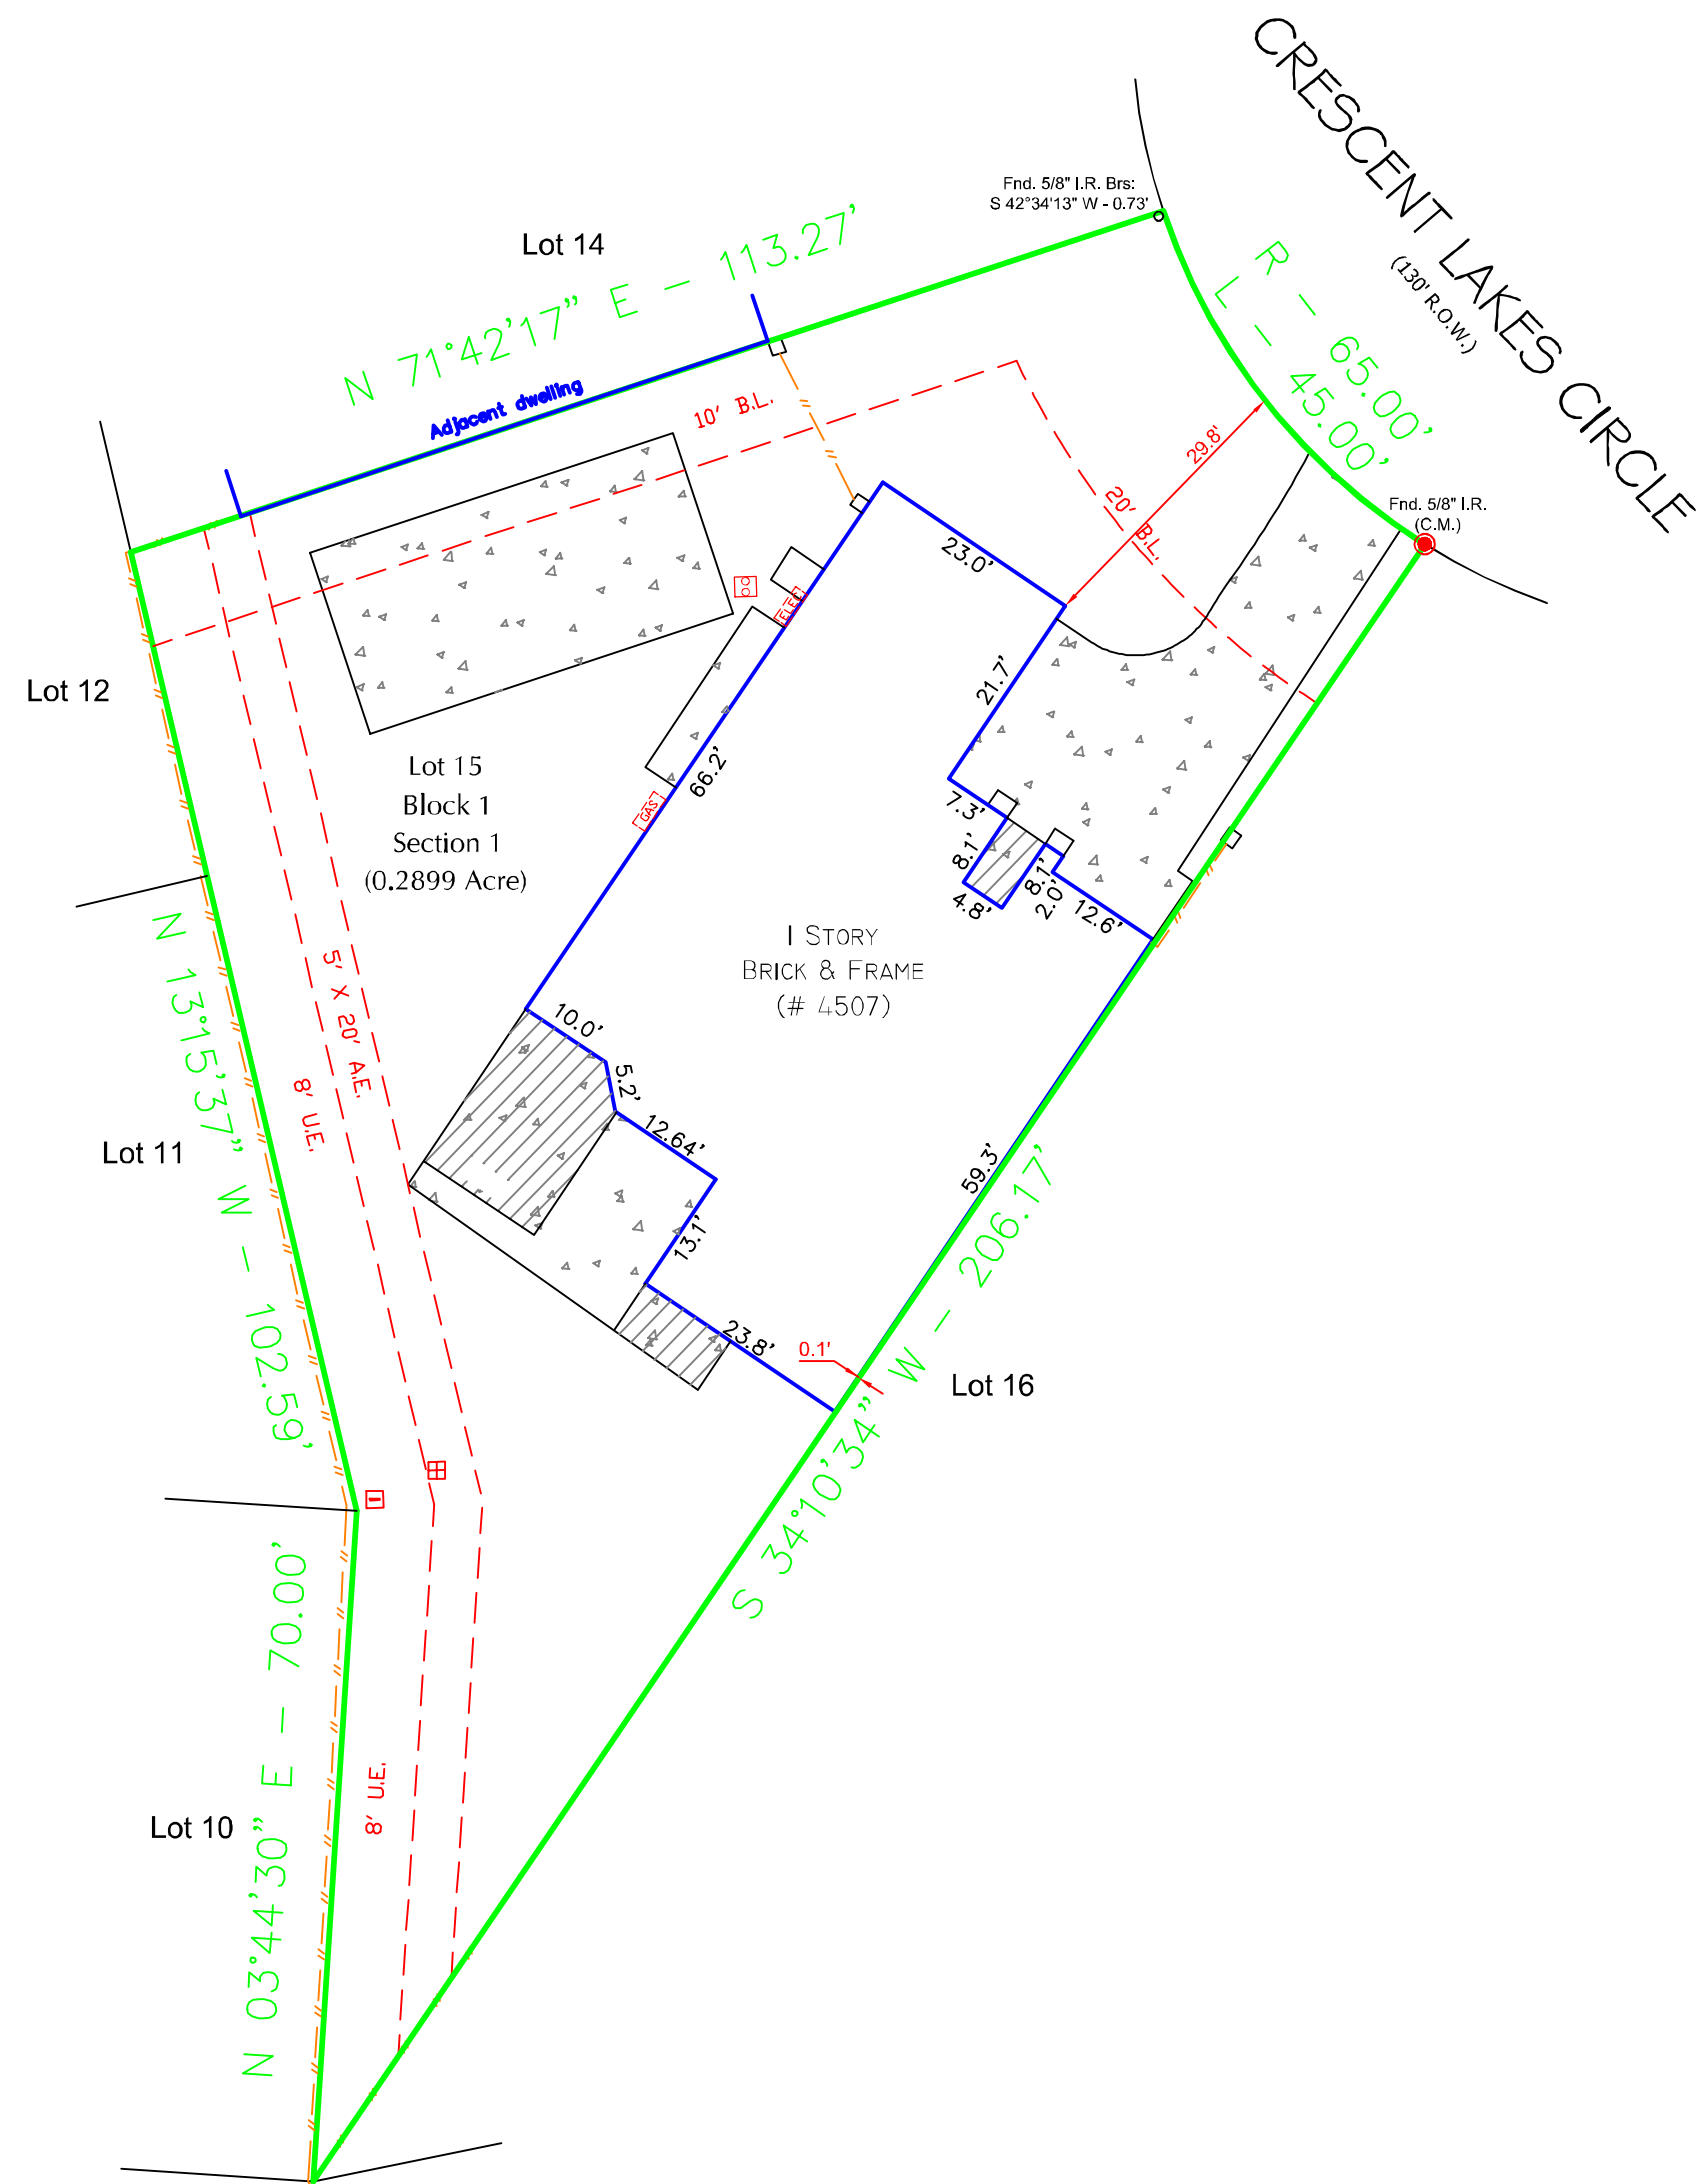 CRESCENT LAKES CIRCLE
(130' R.O.W.)
Fnd. 5/8" I.R. Brs:
S 42°34'13" W - 0.73'
Lot 14
N 71°42'17" E - 113.27'
R - 65.00'
L - 45.00'
Adjacent dwelling
10' B.L.
29.8'
Fnd. 5/8" I.R.
(C.M.)
20' B.L.
23.0'
ELEC
21.7'
Lot 12
66.2'
Lot 15
Block 1
Section 1
(0.2899 Acre)
GAS
7.3'
8.1'
8.1'
2.0'
4.8'
12.6'
1 STORY
BRICK & FRAME
(# 4507)
N 13°15'37" W - 102.59'
5' X 20' A.E.
8' U.E.
10.0'
5.2'
12.64'
Lot 11
59.3'
13.1'
23.8'
0.1'
S 34°10'34" W - 206.17'
Lot 16
N 03°44'30" E - 70.00'
8' U.E.
Lot 10